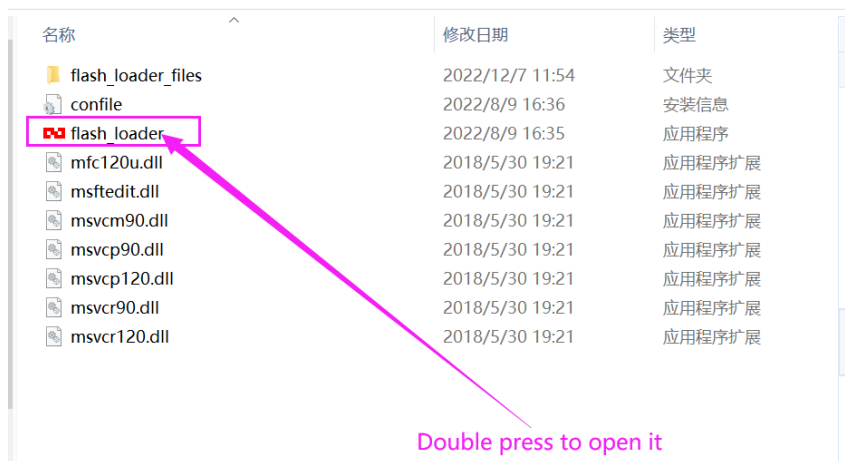 名称 修改日期 类型
flash_loader_files 2022/12/7 11:54 文件夹
confile 2022/8/9 16:36 安装信息
flash_loader 2022/8/9 16:35 应用程序
mfc120u.dll 2018/5/30 19:21 应用程序扩展
msftedit.dll 2018/5/30 19:21 应用程序扩展
msvcm90.dll 2018/5/30 19:21 应用程序扩展
msvcp90.dll 2018/5/30 19:21 应用程序扩展
msvcp120.dll 2018/5/30 19:21 应用程序扩展
msvcr90.dll 2018/5/30 19:21 应用程序扩展
msvcr120.dll 2018/5/30 19:21 应用程序扩展
Double press to open it